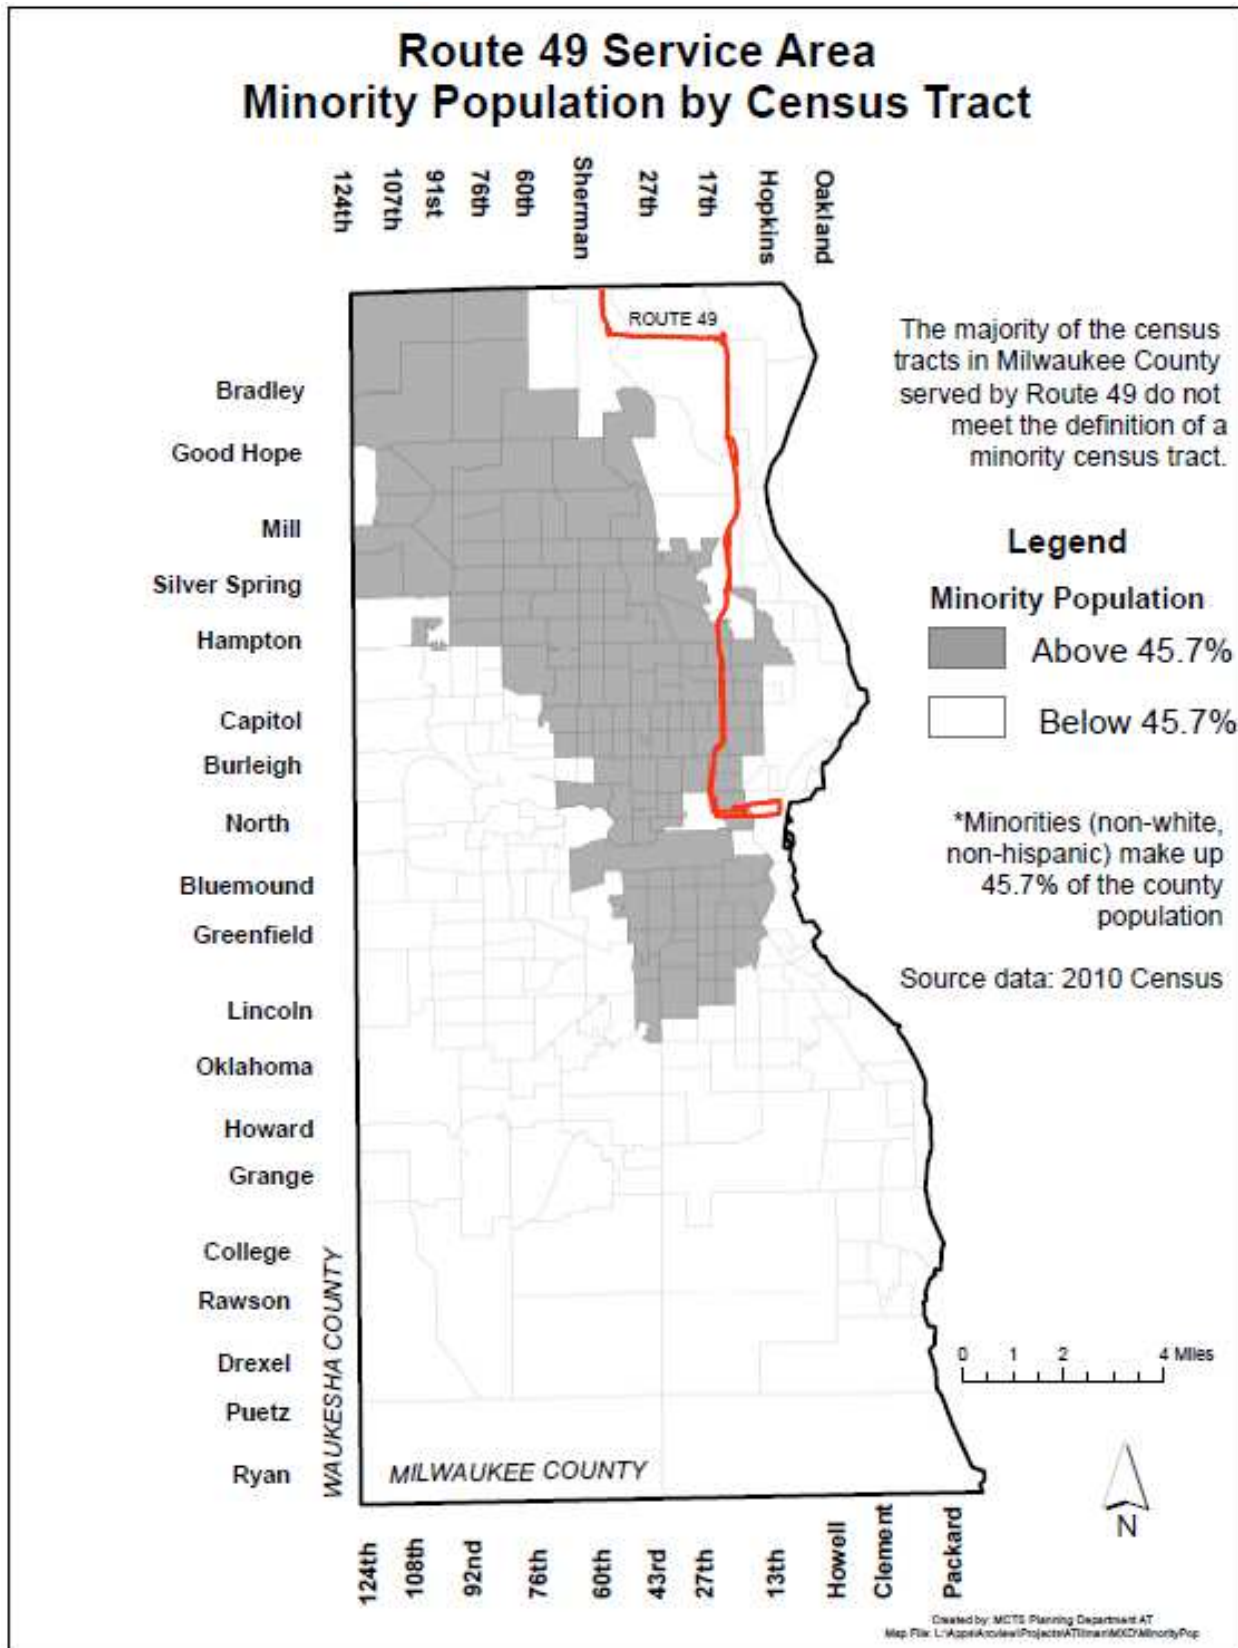 Route 49 Service Area
Minority Population by Census Tract
124th
107th
91st
76th
60th
Sherman
27th
17th
Hopkins
Oakland
ROUTE 49
The majority of the census
tracts in Milwaukee County
served by Route 49 do not
meet the definition of a
minority census tract.
Bradley
Good Hope
Mill
Silver Spring
Hampton
Capitol
Burleigh
North
Bluemound
Greenfield
Lincoln
Oklahoma
Howard
Grange
College
Rawson
Drexel
Puetz
Ryan
Legend
Minority Population
Above 45.7%
Below 45.7%
*Minorities (non-white,
non-hispanic) make up
45.7% of the county
population
Source data: 2010 Census
WAUKESHA COUNTY
MILWAUKEE COUNTY
0 1 2 4 Miles
N
124th
108th
92nd
76th
60th
43rd
27th
13th
Howell
Clement
Packard
Created by: MCTS Planning Department AT
Map File: